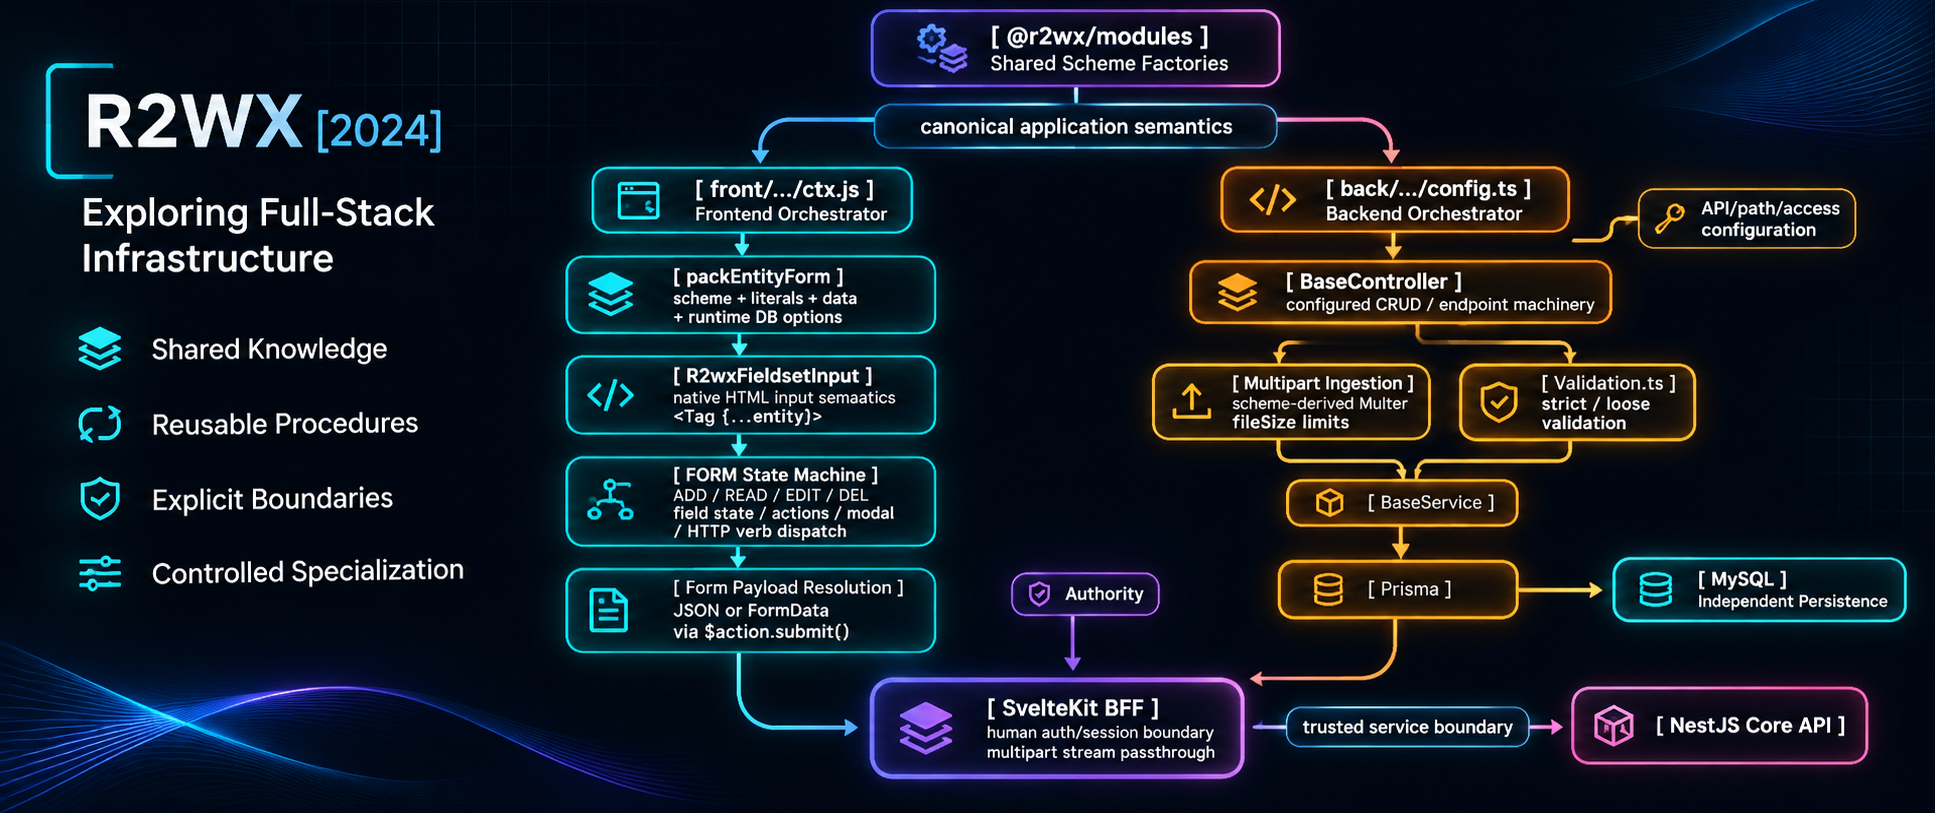 R2WX [2024]
Exploring Full-Stack
Infrastructure
Shared Knowledge
Reusable Procedures
Explicit Boundaries
Controlled Specialization
[ @r2wx/modules ]
Shared Scheme Factories
canonical application semantics
[ front/.../ctx.js ]
Frontend Orchestrator
[ packEntityForm ]
scheme + literals + data
+ runtime DB options
[ R2wxFieldsetInput ]
native HTML input semaatics
<Tag {...entity}>
[ FORM State Machine ]
ADD / READ / EDIT / DEL
field state / actions / modal
/ HTTP verb dispatch
[ Form Payload Resolution ]
JSON or FormData
via $action.submit()
[ back/.../config.ts ]
Backend Orchestrator
API/path/access
configuration
[ BaseController ]
configured CRUD / endpoint machinery
[ Multipart Ingestion ]
scheme-derived Multer
fileSize limits
[ Validation.ts ]
strict / loose
validation
[ BaseService ]
[ Prisma ]
[ MySQL ]
Independent Persistence
Authority
[ SvelteKit BFF ]
human auth/session boundary
multipart stream passthrough
trusted service boundary
[ NestJS Core API ]